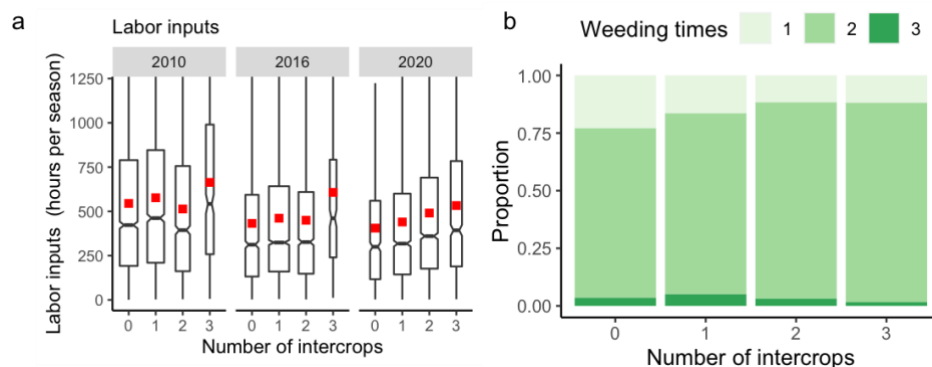 a
Labor inputs
2010 2016 2020
Labor inputs (hours per season)
1250
1000
750
500
250
0
0 1 2 3 0 1 2 3 0 1 2 3
Number of intercrops
b
Weeding times 1 2 3
Proportion
1.00
0.75
0.50
0.25
0.00
0 1 2 3
Number of intercrops